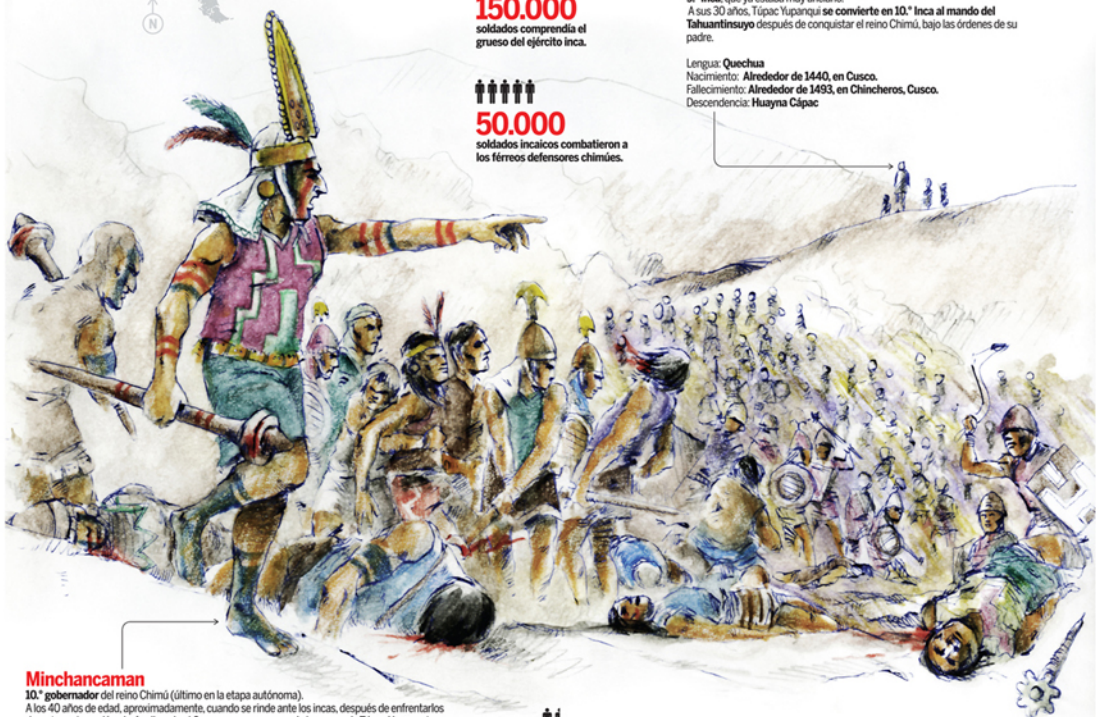 N
150.000
soldados comprendía el
grueso del ejército inca.
50.000
soldados incaicos combatieron a
los férreos defensores chimúes.
A sus 30 años, Túpac Yupanqui se convierte en 10.° Inca al mando del
Tahuantinsuyo después de conquistar el reino Chimú, bajo las órdenes de su
padre.
Lengua: Quechua
Nacimiento: Alrededor de 1440, en Cusco.
Fallecimiento: Alrededor de 1493, en Chincheros, Cusco.
Descendencia: Huayna Cápac
Minchancaman
10.° gobernador del reino Chimú (último en la etapa autónoma).
A los 40 años de edad, aproximadamente, cuando se rinde ante los incas, después de enfrentarlos